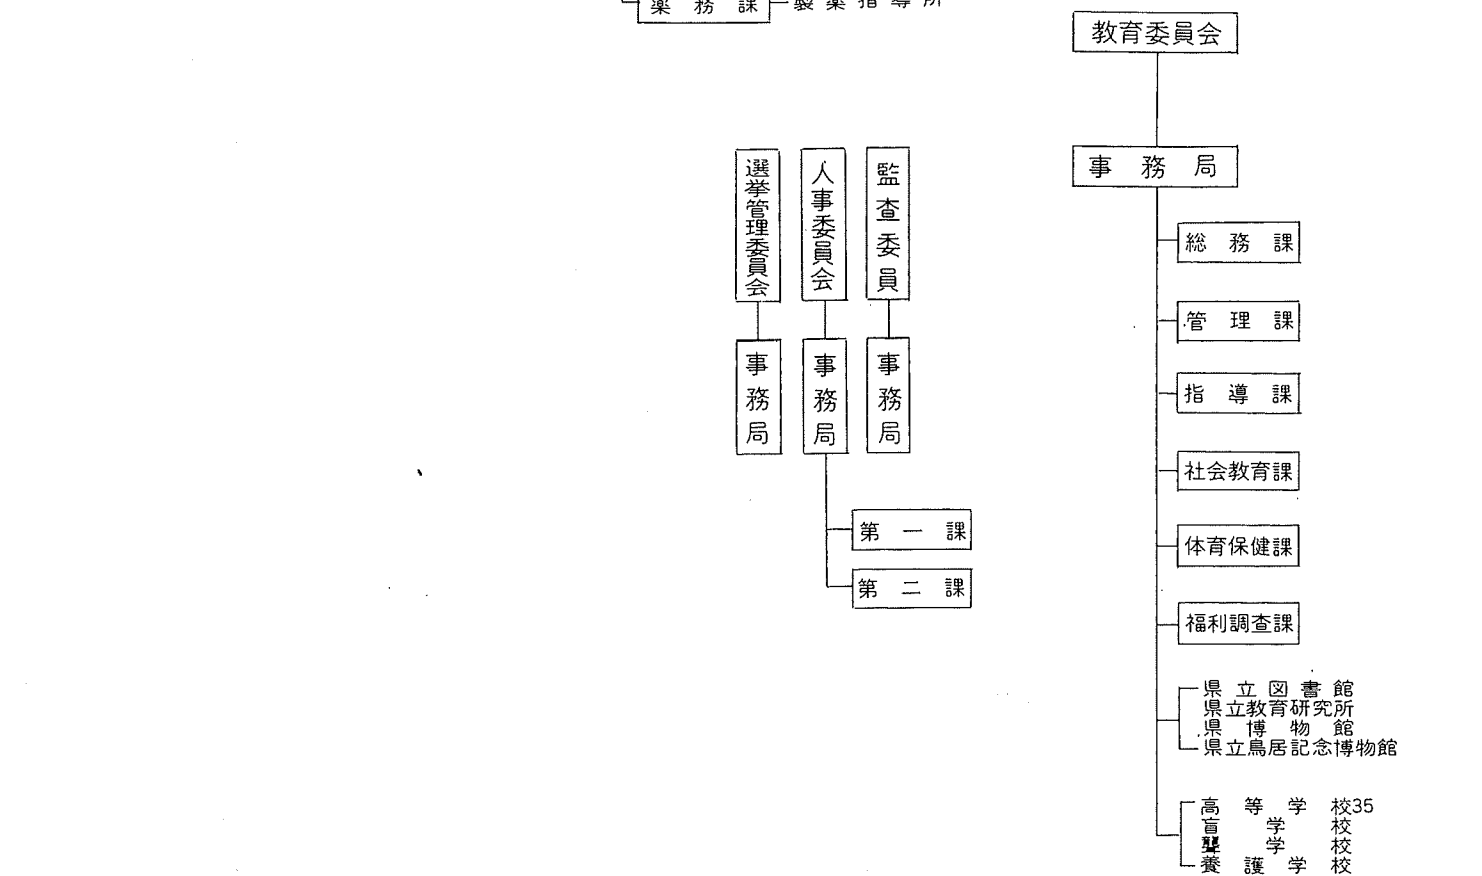 薬務課 製薬指導所
教育委員会
事務局
総務課
管理課
指導課
社会教育課
体育保健課
福利調査課
県立図書館
県立教育研究所
県博物館
県立鳥居記念博物館
高等学校35
盲学校
聾学校
養護学校
監査委員
事務局
人事委員会
事務局
第一課
第二課
選挙管理委員会
事務局